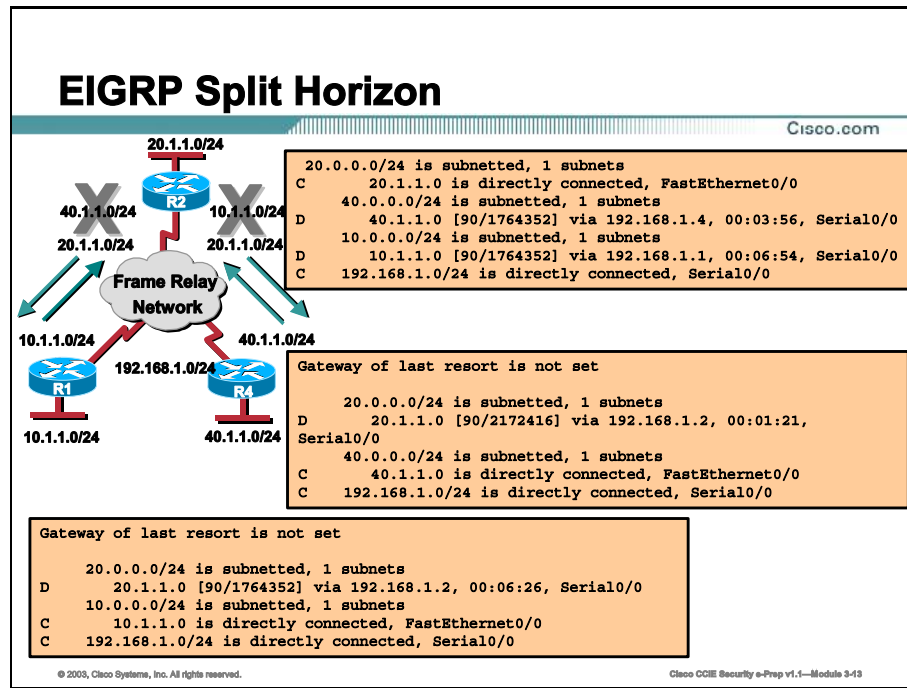 EIGRP Split Horizon
Cisco.com
20.1.1.0/24
R2
40.1.1.0/24
10.1.1.0/24
20.1.1.0/24
20.1.1.0/24
Frame Relay
Network
10.1.1.0/24
40.1.1.0/24
192.168.1.0/24
R1
R4
10.1.1.0/24
40.1.1.0/24
20.0.0.0/24 is subnetted, 1 subnets
C 20.1.1.0 is directly connected, FastEthernet0/0
40.0.0.0/24 is subnetted, 1 subnets
D 40.1.1.0 [90/1764352] via 192.168.1.4, 00:03:56, Serial0/0
10.0.0.0/24 is subnetted, 1 subnets
D 10.1.1.0 [90/1764352] via 192.168.1.1, 00:06:54, Serial0/0
C 192.168.1.0/24 is directly connected, Serial0/0
Gateway of last resort is not set
20.0.0.0/24 is subnetted, 1 subnets
D 20.1.1.0 [90/2172416] via 192.168.1.2, 00:01:21,
Serial0/0
40.0.0.0/24 is subnetted, 1 subnets
C 40.1.1.0 is directly connected, FastEthernet0/0
C 192.168.1.0/24 is directly connected, Serial0/0
Gateway of last resort is not set
20.0.0.0/24 is subnetted, 1 subnets
D 20.1.1.0 [90/1764352] via 192.168.1.2, 00:06:26, Serial0/0
10.0.0.0/24 is subnetted, 1 subnets
C 10.1.1.0 is directly connected, FastEthernet0/0
C 192.168.1.0/24 is directly connected, Serial0/0
© 2003, Cisco Systems, Inc. All rights reserved.
Cisco CCIE Security e-Prep v1.1—Module 3-13